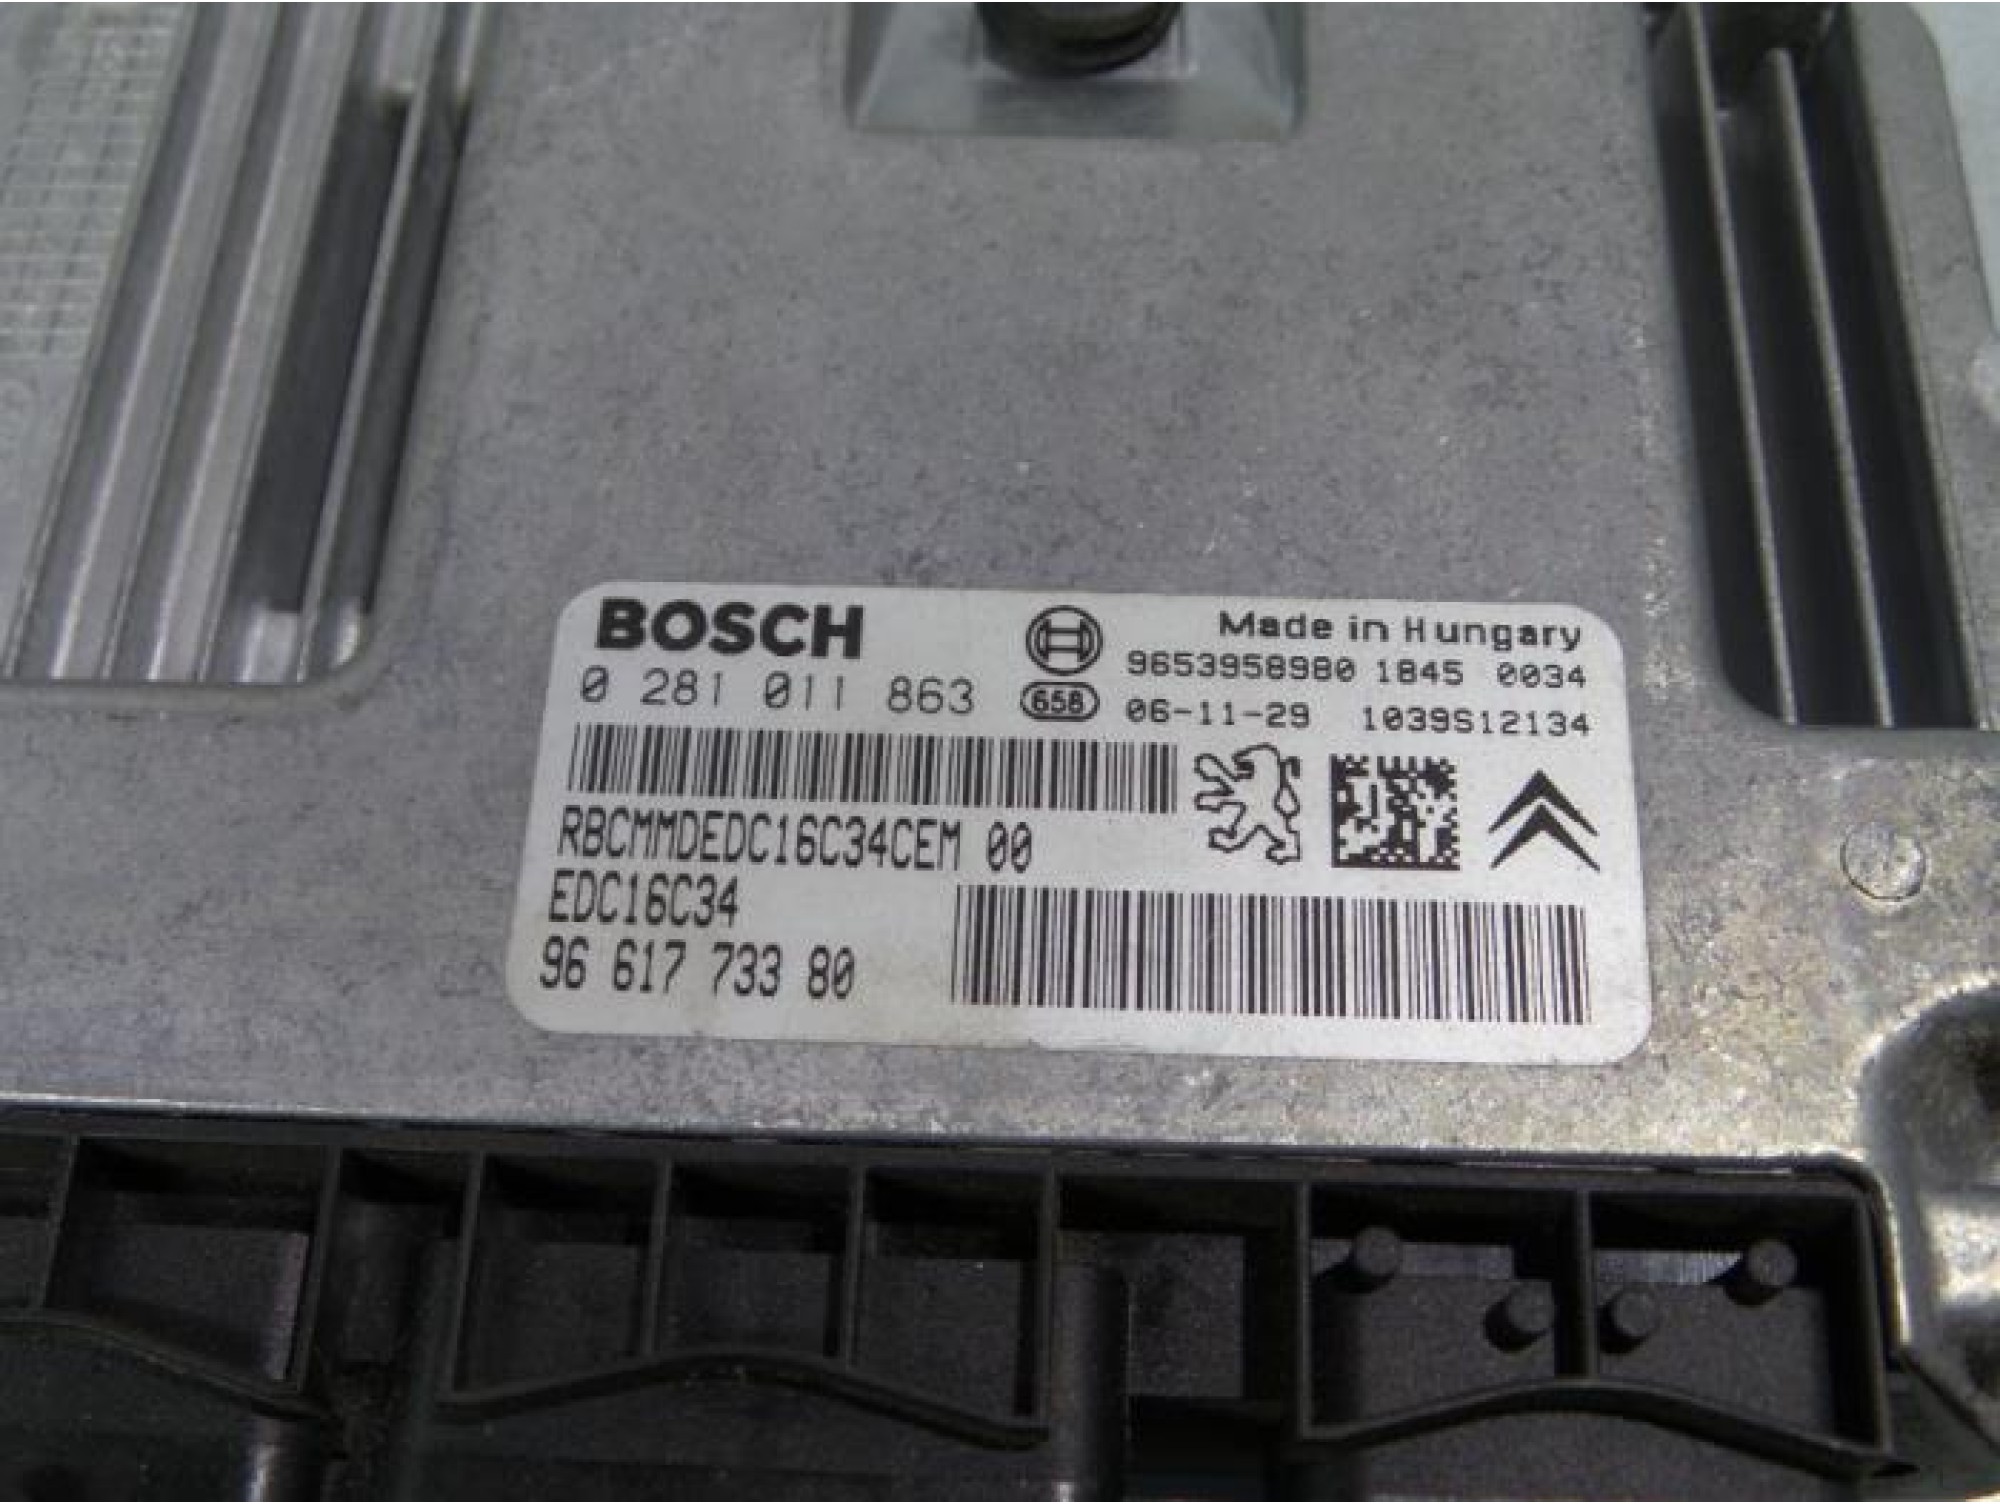 BOSCH
Made in Hungary
0 281 011 863
9653958980 1845 0034
658
06-11-29 1039S12134
RBCMMDEDC16C34CEM 00
EDC16C34
96 617 733 80